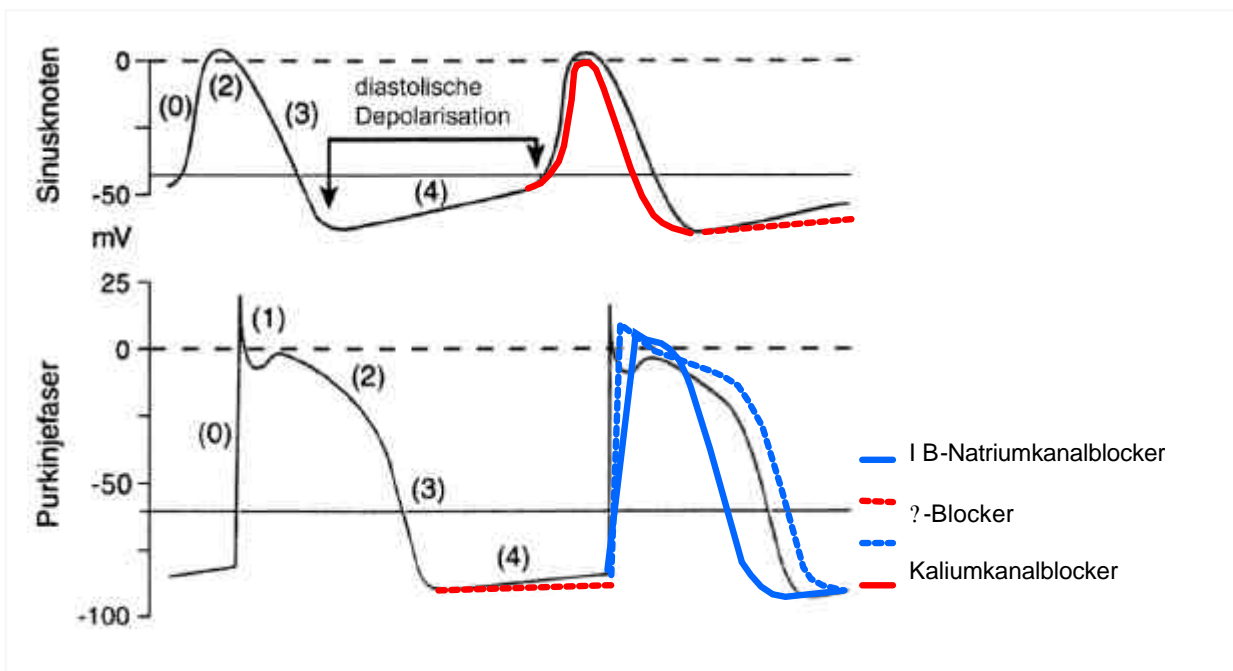 Sinusknoten
0
-50
mV
(0)
(2)
(3)
diastolische
Depolarisation
(4)
Purkinjefaser
25
0
-50
-100
(0)
(1)
(2)
(3)
(4)
I B-Natriumkanalblocker
?-Blocker
Kaliumkanalblocker